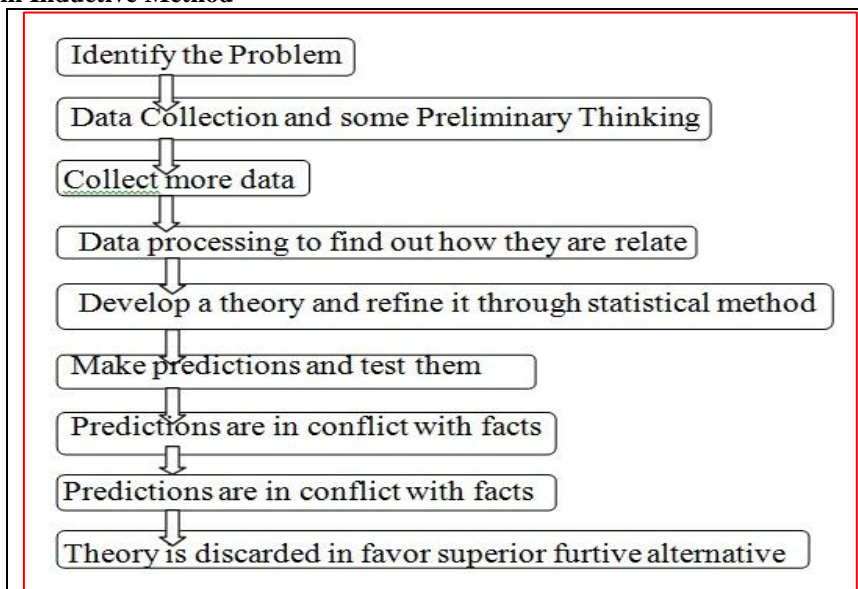 in Inductive Method
Identify the Problem
Data Collection and some Preliminary Thinking
Collect more data
Data processing to find out how they are relate
Develop a theory and refine it through statistical method
Make predictions and test them
Predictions are in conflict with facts
Predictions are in conflict with facts
Theory is discarded in favor superior furtive alternative